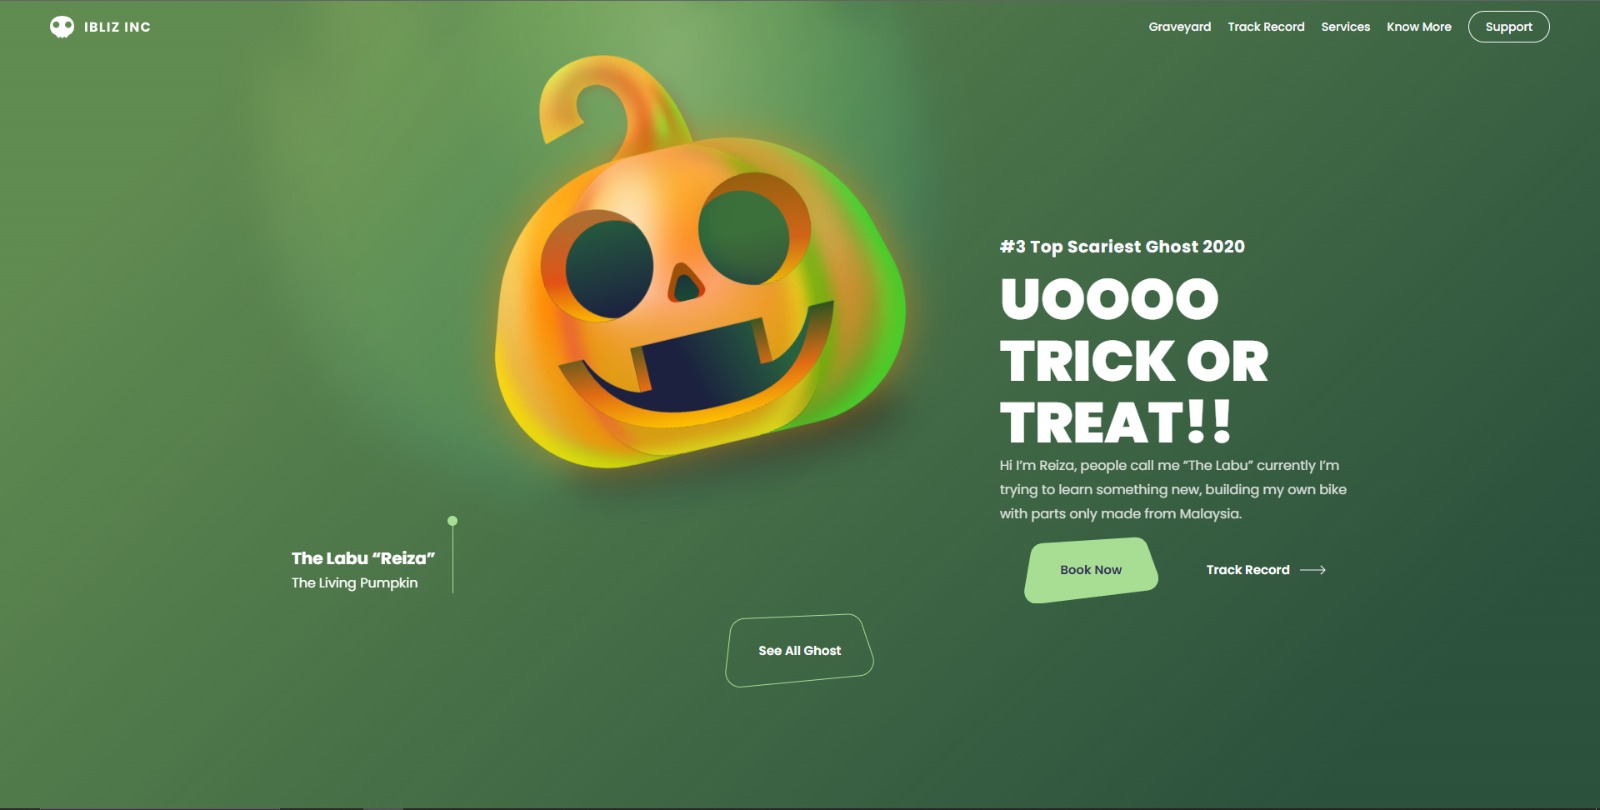 IBLIZ INC
Graveyard Track Record Services Know More Support
#3 Top Scariest Ghost 2020
UOOOO
TRICK OR
TREAT!!
Hi I’m Reiza, people call me “The Labu” currently I’m
trying to learn something new, building my own bike
with parts only made from Malaysia.
The Labu “Reiza”
The Living Pumpkin
Book Now
Track Record
See All Ghost